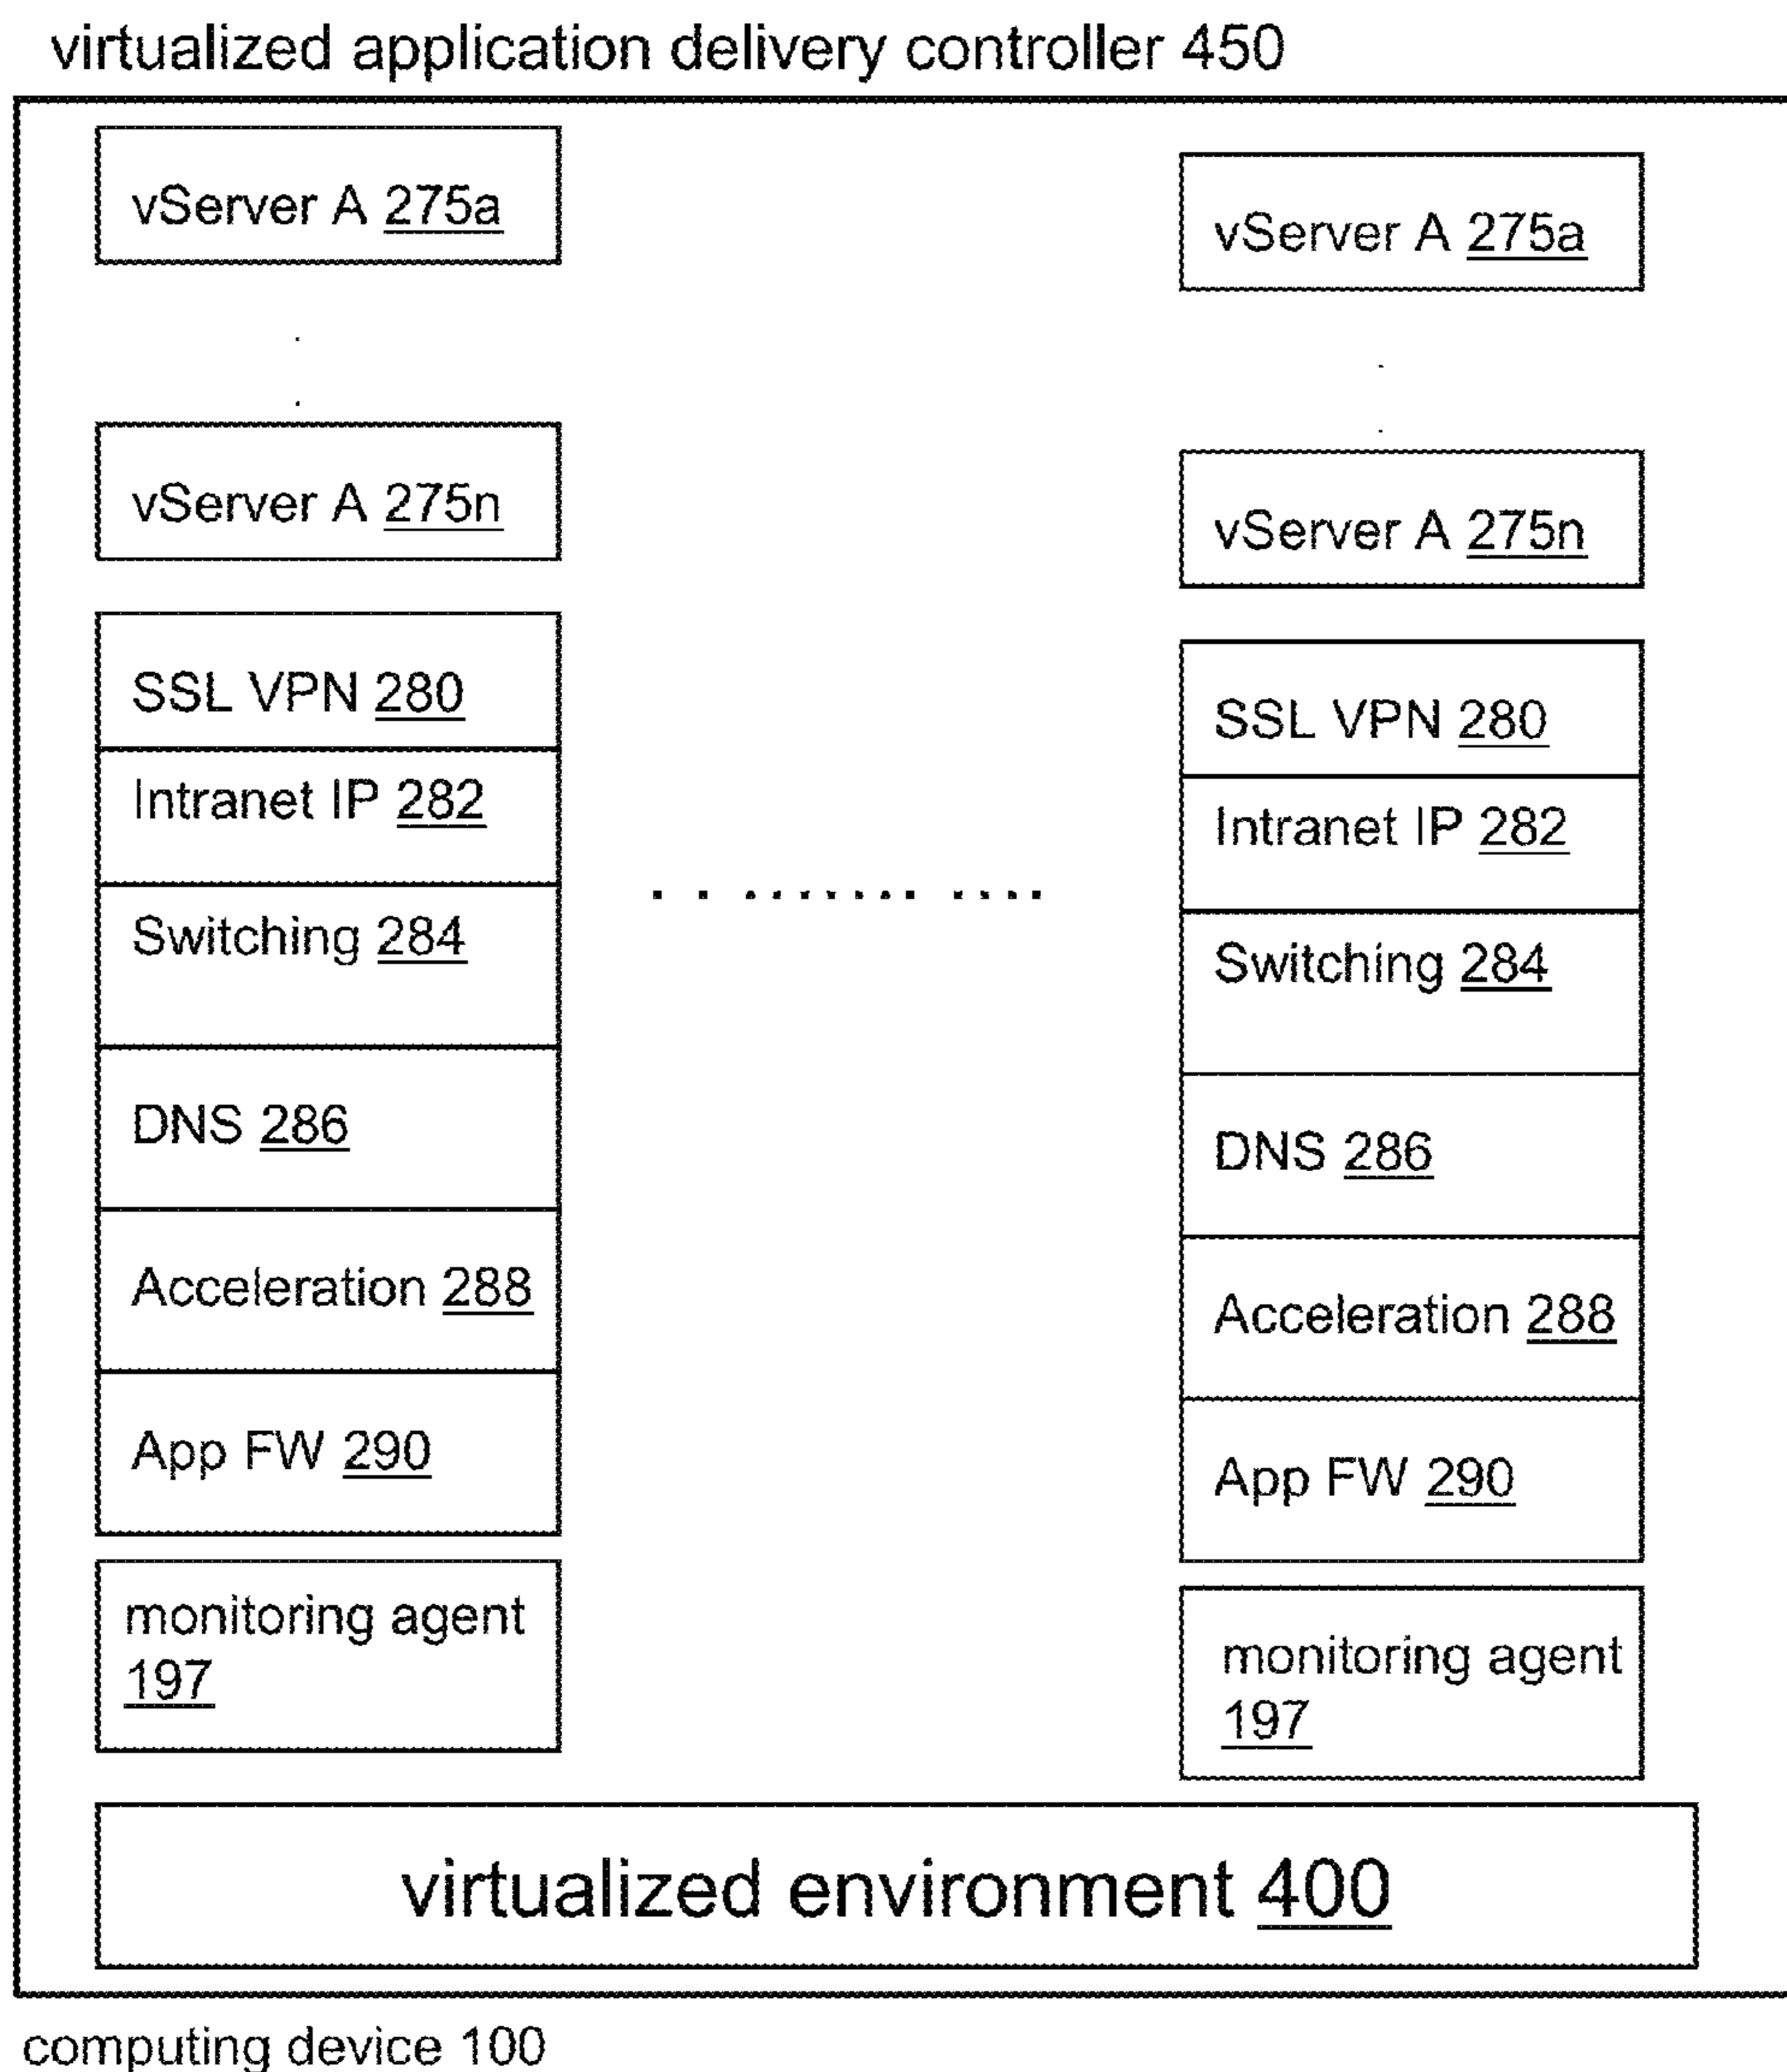 virtualized application delivery controller 450
vServer A 275a
vServer A 275n
SSL VPN 280
Intranet IP 282
Switching 284
DNS 286
Acceleration 288
App FW 290
monitoring agent
197
vServer A 275a
vServer A 275n
SSL VPN 280
Intranet IP 282
Switching 284
DNS 286
Acceleration 288
App FW 290
monitoring agent
197
virtualized environment 400
computing device 100